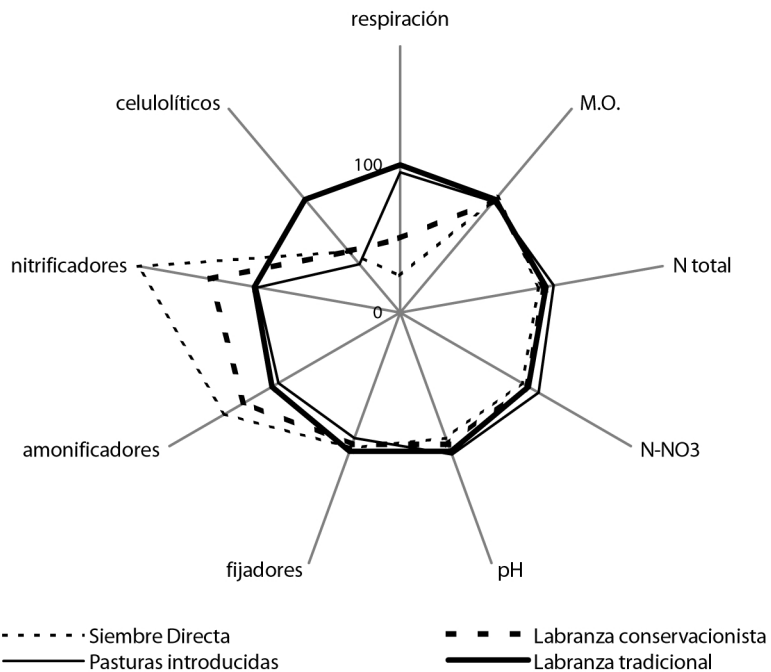 respiración
celulolíticos
M.O.
100
nitrificadores
N total
0
amonificadores
N-NO3
fijadores
pH
Siembre Directa
Labranza conservacionista
Pasturas introducidas
Labranza tradicional